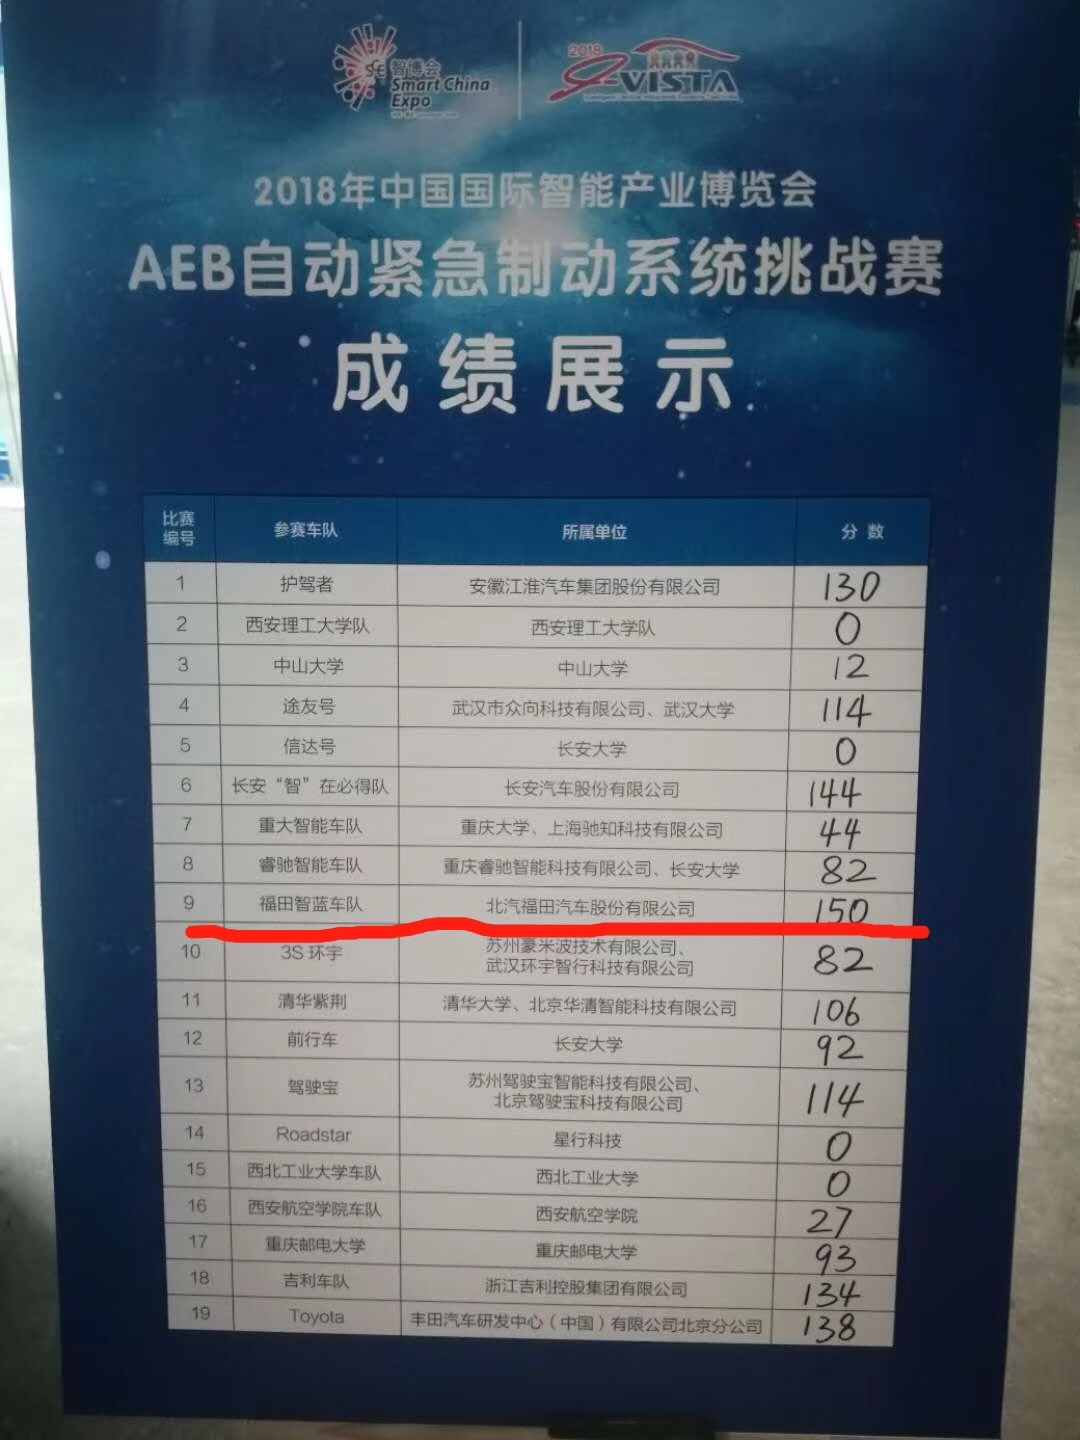 智博会
Smart China
Expo
2018
i-VISTA
2018年中国国际智能产业博览会
AEB自动紧急制动系统挑战赛
成绩展示
比赛编号 参赛车队 所属单位 分数
1 护驾者 安徽江淮汽车集团股份有限公司 130
2 西安理工大学队 西安理工大学队 0
3 中山大学 中山大学 12
4 途友号 武汉市众向科技有限公司、武汉大学 114
5 信达号 长安大学 0
6 长安“智”在必得队 长安汽车股份有限公司 144
7 重大智能车队 重庆大学、上海驰知科技有限公司 44
8 睿驰智能车队 重庆睿驰智能科技有限公司、长安大学 82
9 福田智蓝车队 北汽福田汽车股份有限公司 150
10 3S 环宇 苏州豪米波技术有限公司、
武汉环宇智行科技有限公司 82
11 清华紫荆 清华大学、北京华清智能科技有限公司 106
12 前行车 长安大学 92
13 驾驶宝 苏州驾驶宝智能科技有限公司、
北京驾驶宝科技有限公司 114
14 Roadstar 星行科技 0
15 西北工业大学车队 西北工业大学 0
16 西安航空学院车队 西安航空学院 27
17 重庆邮电大学 重庆邮电大学 93
18 吉利车队 浙江吉利控股集团有限公司 134
19 Toyota 丰田汽车研发中心（中国）有限公司北京分公司 138